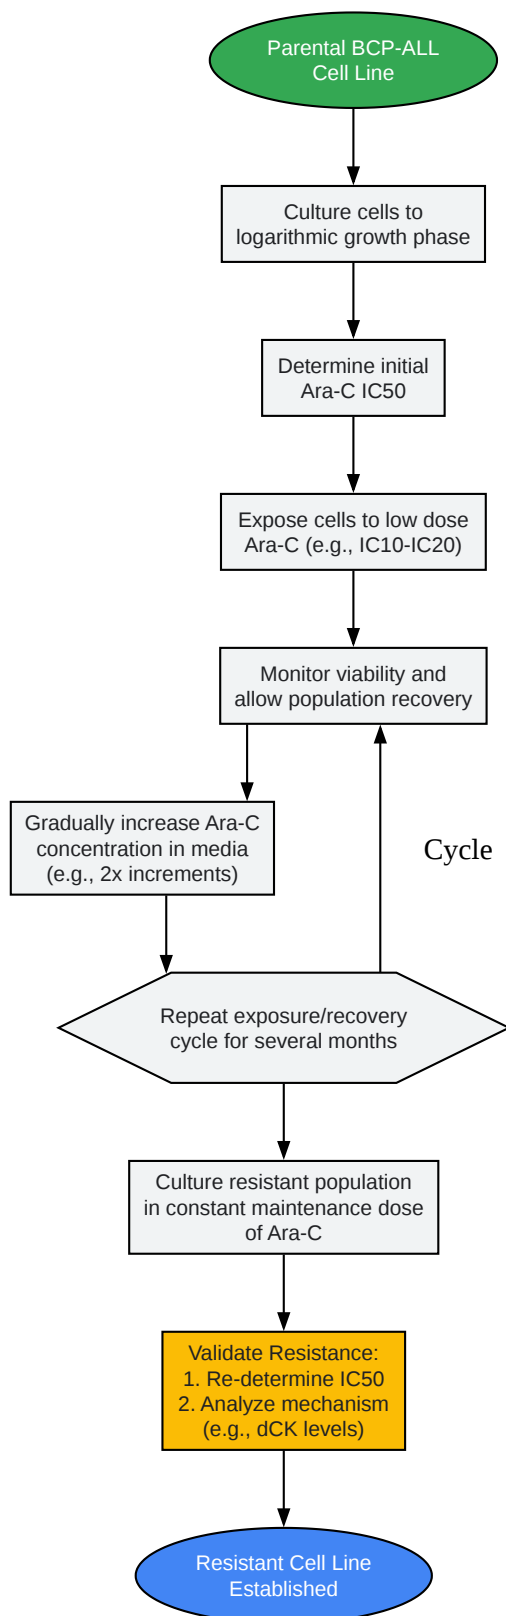 Parental BCP-ALL
Cell Line
Culture cells to
logarithmic growth phase
Determine initial
Ara-C IC50
Expose cells to low dose
Ara-C (e.g., IC10-IC20)
Monitor viability and
allow population recovery
Gradually increase Ara-C
concentration in media
(e.g., 2x increments)
Cycle
Repeat exposure/recovery
cycle for several months
Culture resistant population
in constant maintenance dose
of Ara-C
Validate Resistance:
1. Re-determine IC50
2. Analyze mechanism
(e.g., dCK levels)
Resistant Cell Line
Established